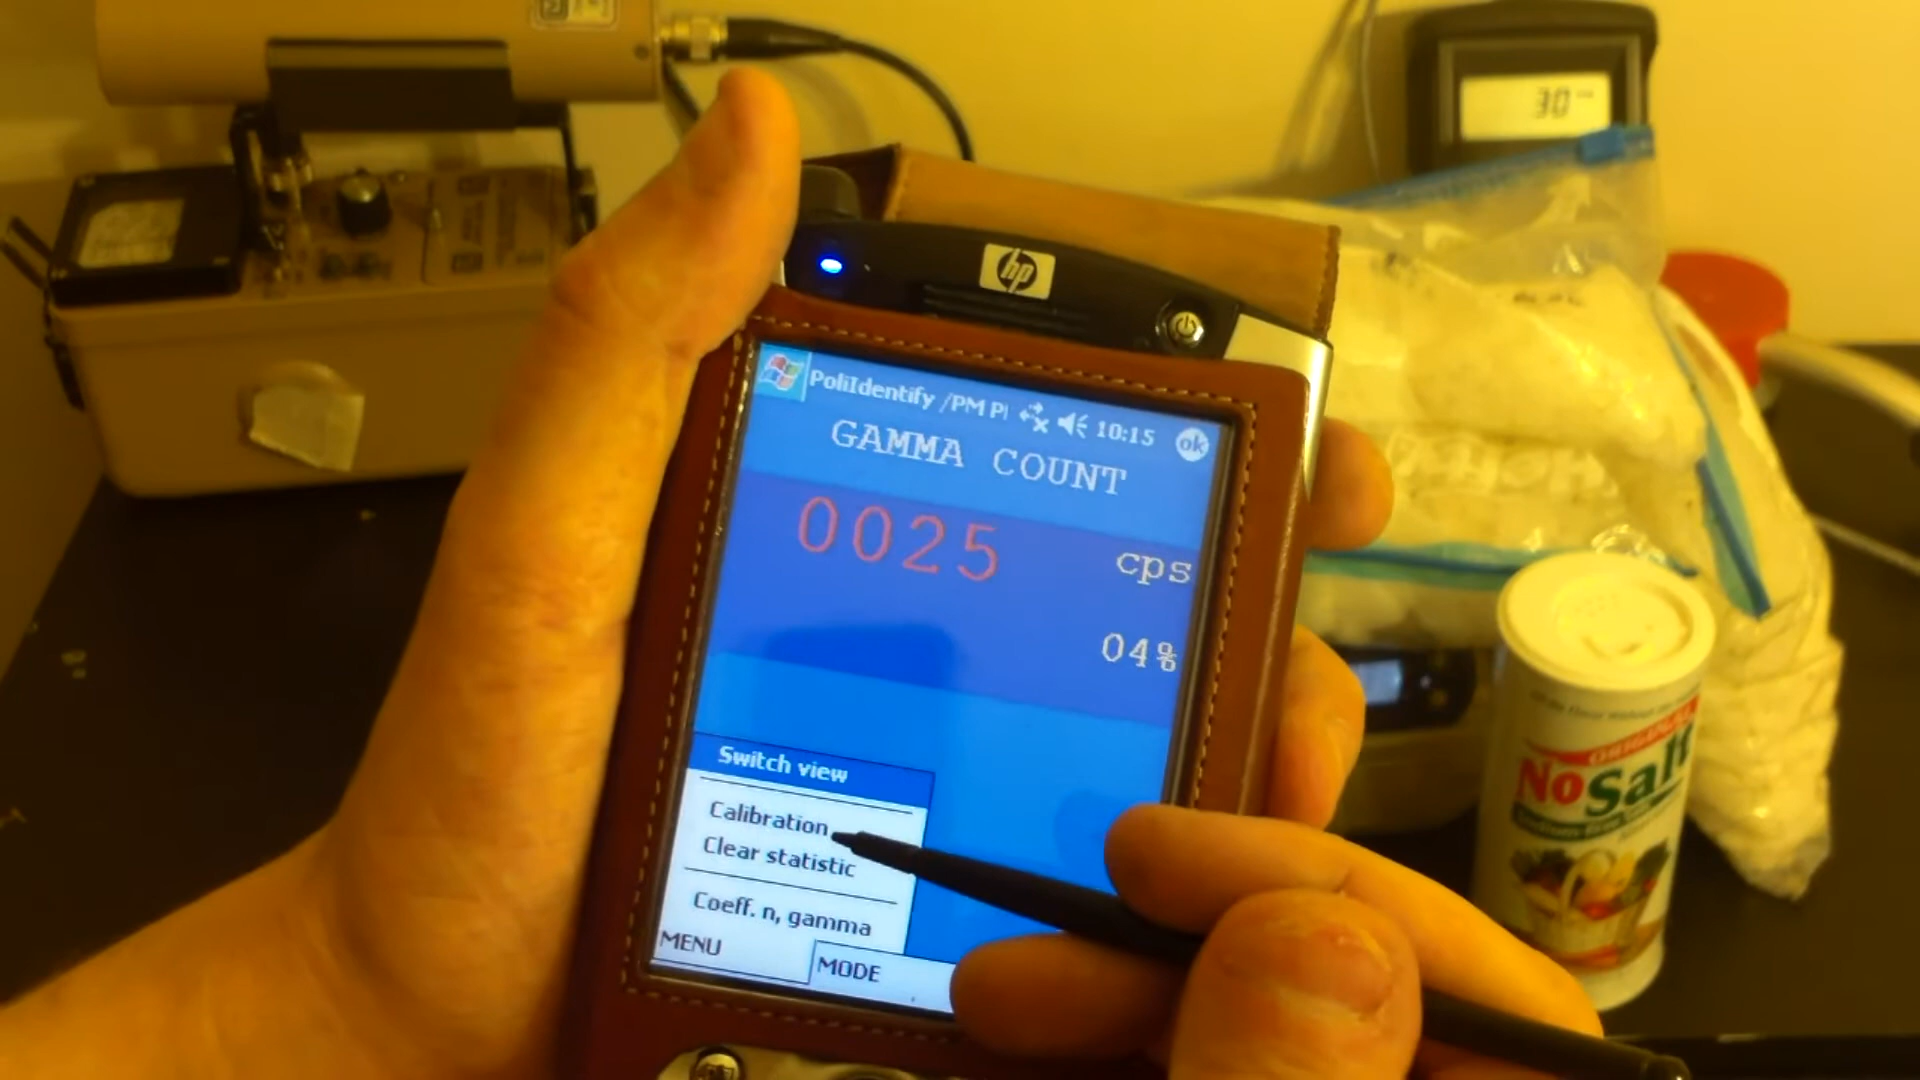 30
hp
PoliIdentify /PM P
10:15
ok
GAMMA COUNT
0025
cps
04%
Switch view
Calibration
Clear statistic
Coeff. n, gamma
MENU
MODE
ORIGINAL
NoSalt